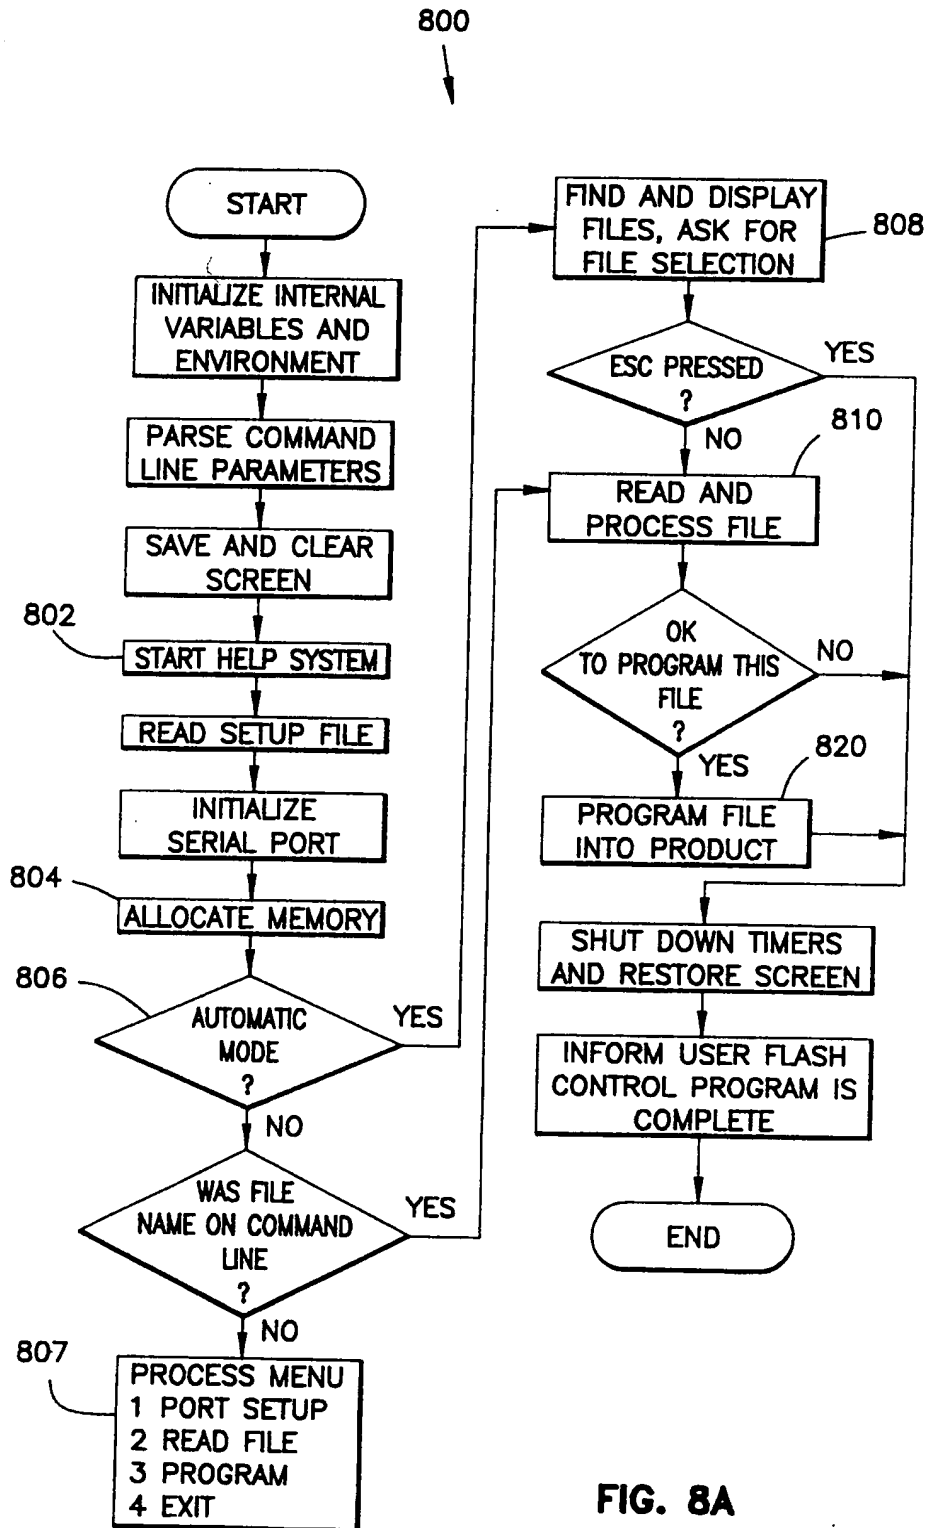 800
START
INITIALIZE INTERNAL
VARIABLES AND
ENVIRONMENT
PARSE COMMAND
LINE PARAMETERS
SAVE AND CLEAR
SCREEN
802
START HELP SYSTEM
READ SETUP FILE
INITIALIZE
SERIAL PORT
804
ALLOCATE MEMORY
806
AUTOMATIC
MODE
?
YES
NO
WAS FILE
NAME ON COMMAND
LINE
?
YES
NO
807
PROCESS MENU
1 PORT SETUP
2 READ FILE
3 PROGRAM
4 EXIT
FIND AND DISPLAY
FILES, ASK FOR
FILE SELECTION
808
ESC PRESSED
?
YES
NO
810
READ AND
PROCESS FILE
OK
TO PROGRAM THIS
FILE
?
NO
YES
820
PROGRAM FILE
INTO PRODUCT
SHUT DOWN TIMERS
AND RESTORE SCREEN
INFORM USER FLASH
CONTROL PROGRAM IS
COMPLETE
END
FIG. 8A